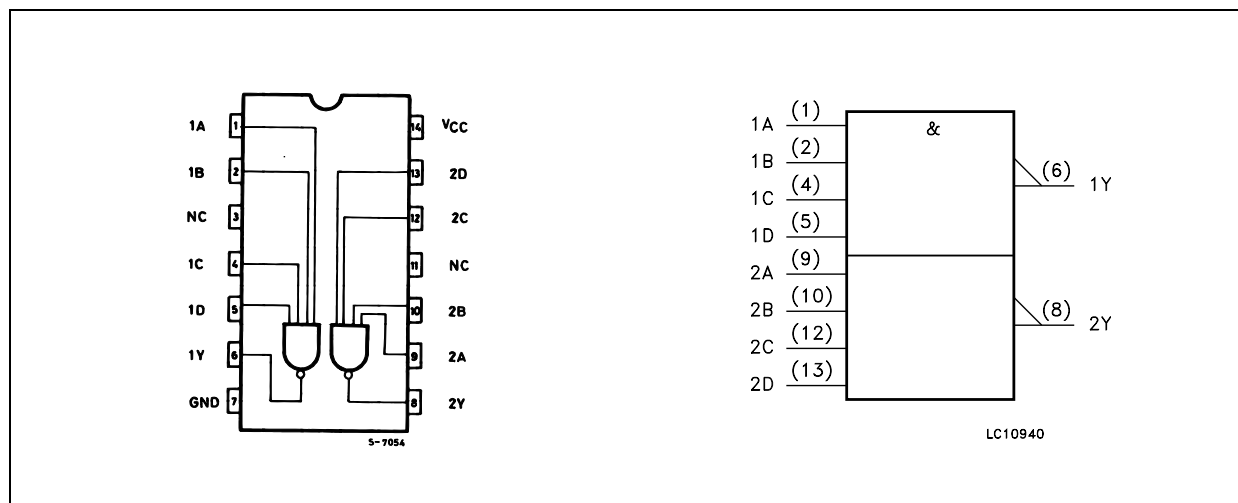 1A 1 14 VCC
1B 2 13 2D
NC 3 12 2C
1C 4 11 NC
1D 5 10 2B
1Y 6 9 2A
GND 7 8 2Y
S-7054
&
1A (1)
1B (2)
1C (4)
1D (5)
(6) 1Y
2A (9)
2B (10)
2C (12)
2D (13)
(8) 2Y
LC10940